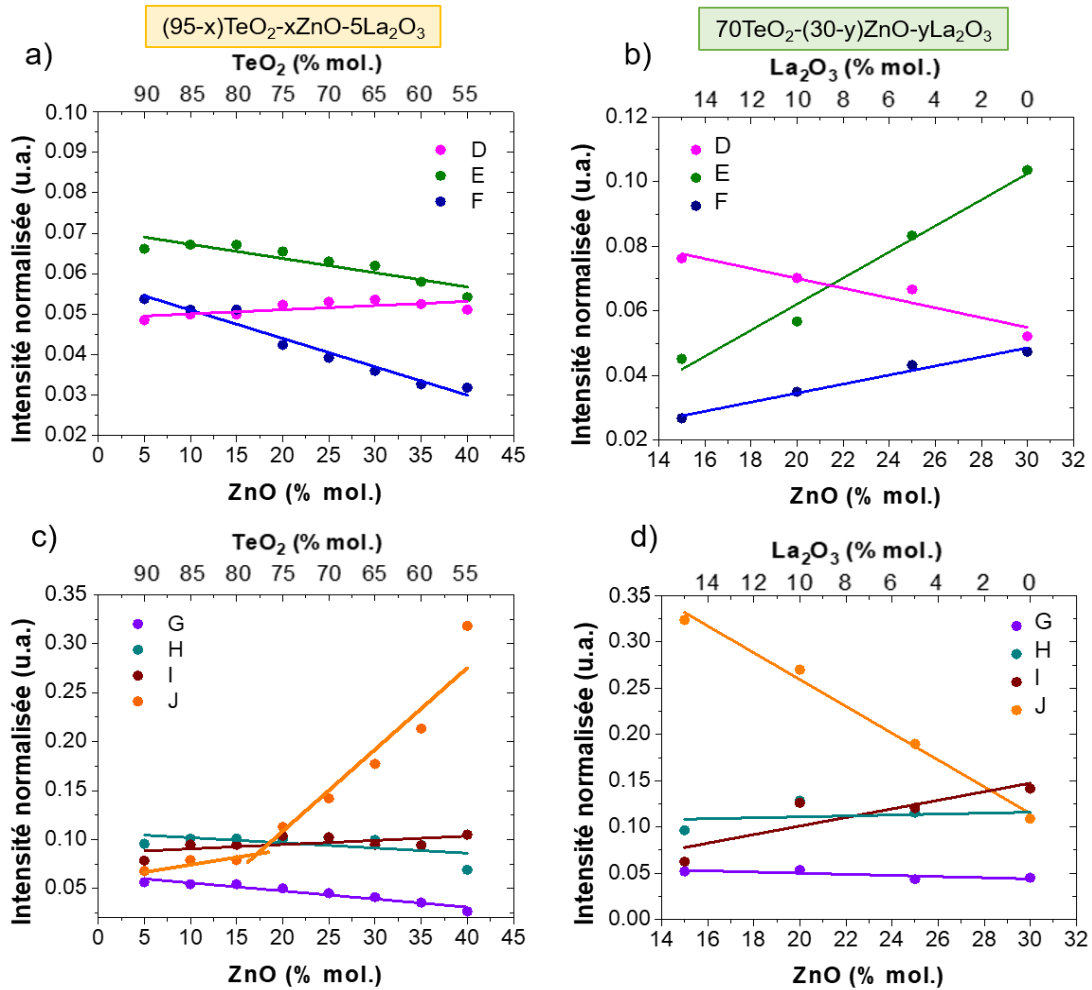 (95-x)TeO₂-xZnO-5La₂O₃
70TeO₂-(30-y)ZnO-yLa₂O₃
a)
TeO₂ (% mol.)
90 85 80 75 70 65 60 55
0.10
0.09
0.08
0.07
0.06
0.05
0.04
0.03
0.02
Intensité normalisée (u.a.)
D
E
F
0 5 10 15 20 25 30 35 40 45
ZnO (% mol.)
b)
La₂O₃ (% mol.)
14 12 10 8 6 4 2 0
0.12
0.10
0.08
0.06
0.04
0.02
Intensité normalisée (u.a.)
D
E
F
14 16 18 20 22 24 26 28 30 32
ZnO (% mol.)
c)
TeO₂ (% mol.)
90 85 80 75 70 65 60 55
0.35
0.30
0.25
0.20
0.15
0.10
0.05
Intensité normalisée (u.a.)
G
H
I
J
0 5 10 15 20 25 30 35 40 45
ZnO (% mol.)
d)
La₂O₃ (% mol.)
14 12 10 8 6 4 2 0
0.35
0.30
0.25
0.20
0.15
0.10
0.05
0.00
Intensité normalisée (u.a.)
G
H
I
J
14 16 18 20 22 24 26 28 30 32
ZnO (% mol.)